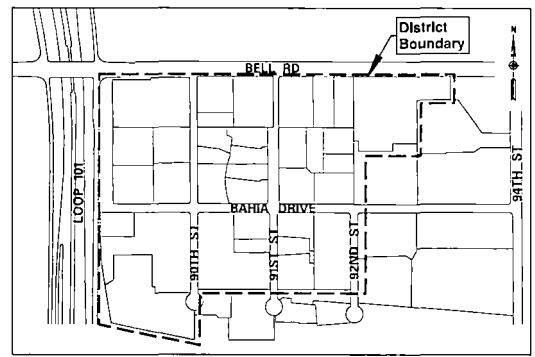 District
Boundary
N
BELL RD
LOOP 101
94TH ST
BAHIA DRIVE
90TH ST
91ST ST
92ND ST